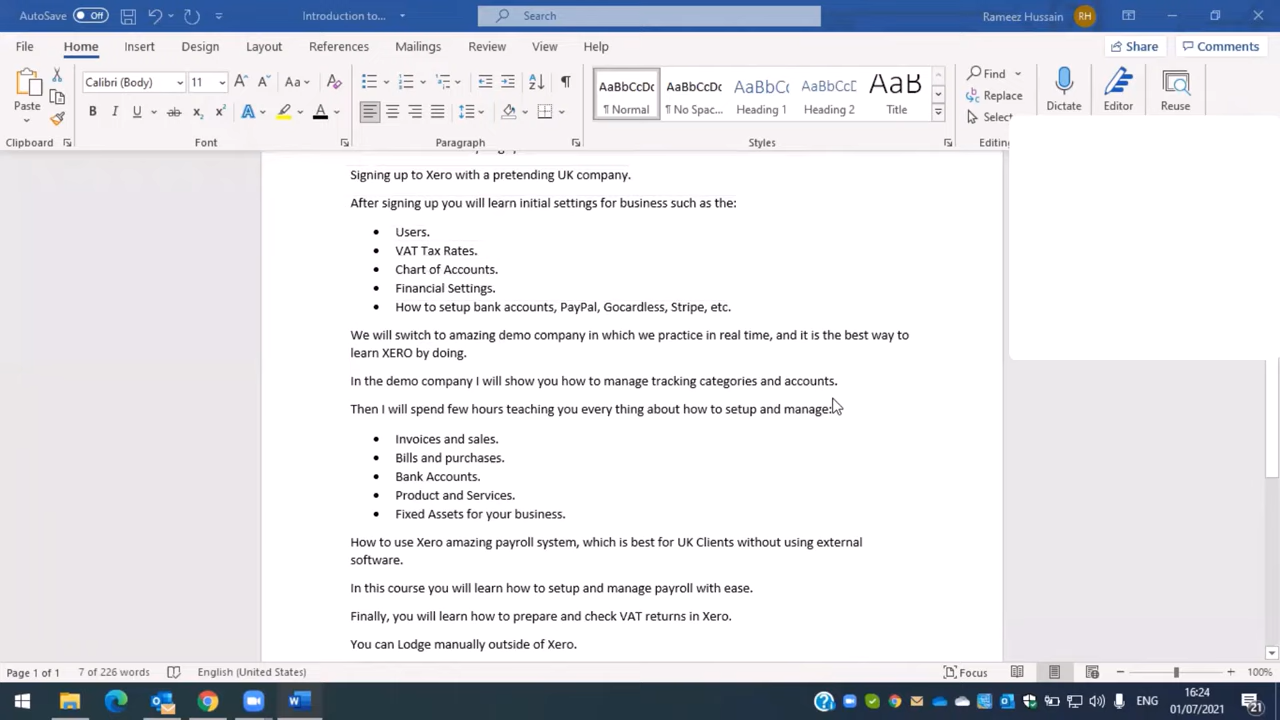 AutoSave Off Introduction to... Search Rameez Hussain RH
File Home Insert Design Layout References Mailings Review View Help Share Comments
Calibri (Body) 11 Aa AaBbCcDc AaBbCcDc AaBbCc AaBbCcD AaB Find
Paste Normal No Spac... Heading 1 Heading 2 Title Replace Dictate Editor Reuse
Select
Clipboard Font Paragraph Styles Editing
Signing up to Xero with a pretending UK company.
After signing up you will learn initial settings for business such as the:
• Users.
• VAT Tax Rates.
• Chart of Accounts.
• Financial Settings.
• How to setup bank accounts, PayPal, Gocardless, Stripe, etc.
We will switch to amazing demo company in which we practice in real time, and it is the best way to
learn XERO by doing.
In the demo company I will show you how to manage tracking categories and accounts.
Then I will spend few hours teaching you every thing about how to setup and manage:
• Invoices and sales.
• Bills and purchases.
• Bank Accounts.
• Product and Services.
• Fixed Assets for your business.
How to use Xero amazing payroll system, which is best for UK Clients without using external
software.
In this course you will learn how to setup and manage payroll with ease.
Finally, you will learn how to prepare and check VAT returns in Xero.
You can Lodge manually outside of Xero.
Page 1 of 1 7 of 226 words English (United States) Focus 100%
ENG 16:24
01/07/2021 21